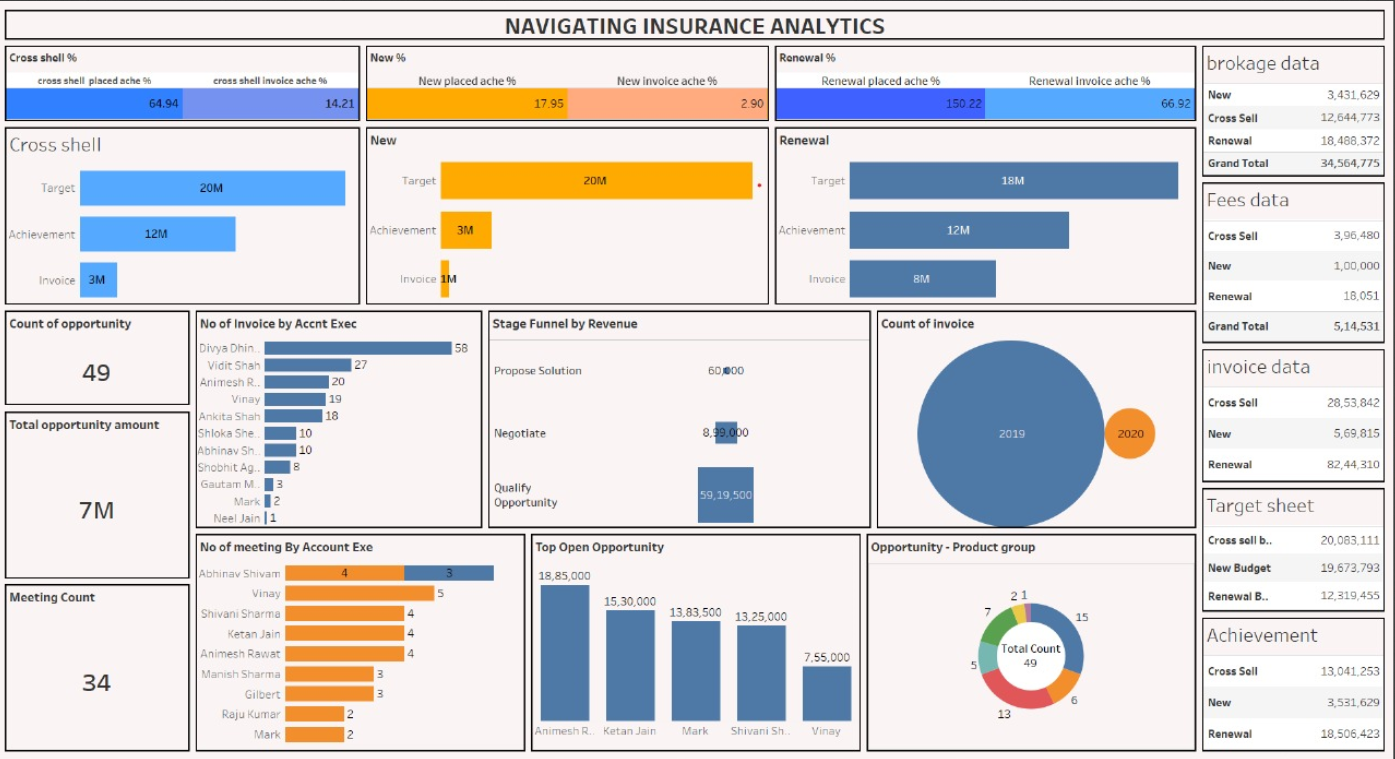 NAVIGATING INSURANCE ANALYTICS
Cross shell %
cross shell placed ache %
cross shell invoice ache %
64.94
14.21
New %
New placed ache %
New invoice ache %
17.95
2.90
Renewal %
Renewal placed ache %
Renewal invoice ache %
150.22
66.92
brokage data
New 3,431,629
Cross Sell 12,644,773
Renewal 18,488,372
Grand Total 34,564,775
Cross shell
Target 20M
Achievement 12M
Invoice 3M
New
Target 20M
Achievement 3M
Invoice 1M
Renewal
Target 18M
Achievement 12M
Invoice 8M
Fees data
Cross Sell 3,96,480
New 1,00,000
Renewal 18,051
Grand Total 5,14,531
Count of opportunity
49
Total opportunity amount
7M
Meeting Count
34
No of Invoice by Accnt Exec
Divya Dhin.. 58
Vidit Shah 27
Animesh R.. 20
Vinay 19
Ankita Shah 18
Shloka She.. 10
Abhinav Sh.. 10
Shobhit Ag.. 8
Gautam M.. 3
Mark 2
Neel Jain 1
Stage Funnel by Revenue
Propose Solution 60,000
Negotiate 8,99,000
Qualify
Opportunity 59,19,500
Count of invoice
2019
2020
invoice data
Cross Sell 28,53,842
New 5,69,815
Renewal 82,44,310
Target sheet
Cross sell b.. 20,083,111
New Budget 19,673,793
Renewal B.. 12,319,455
No of meeting By Account Exe
Abhinav Shivam 4 3
Vinay 5
Shivani Sharma 4
Ketan Jain 4
Animesh Rawat 4
Manish Sharma 3
Gilbert 3
Raju Kumar 2
Mark 2
Top Open Opportunity
18,85,000
15,30,000
13,83,500
13,25,000
7,55,000
Animesh R..
Ketan Jain
Mark
Shivani Sh..
Vinay
Opportunity - Product group
2 1
7
15
Total Count
49
5
6
13
Achievement
Cross Sell 13,041,253
New 3,531,629
Renewal 18,506,423